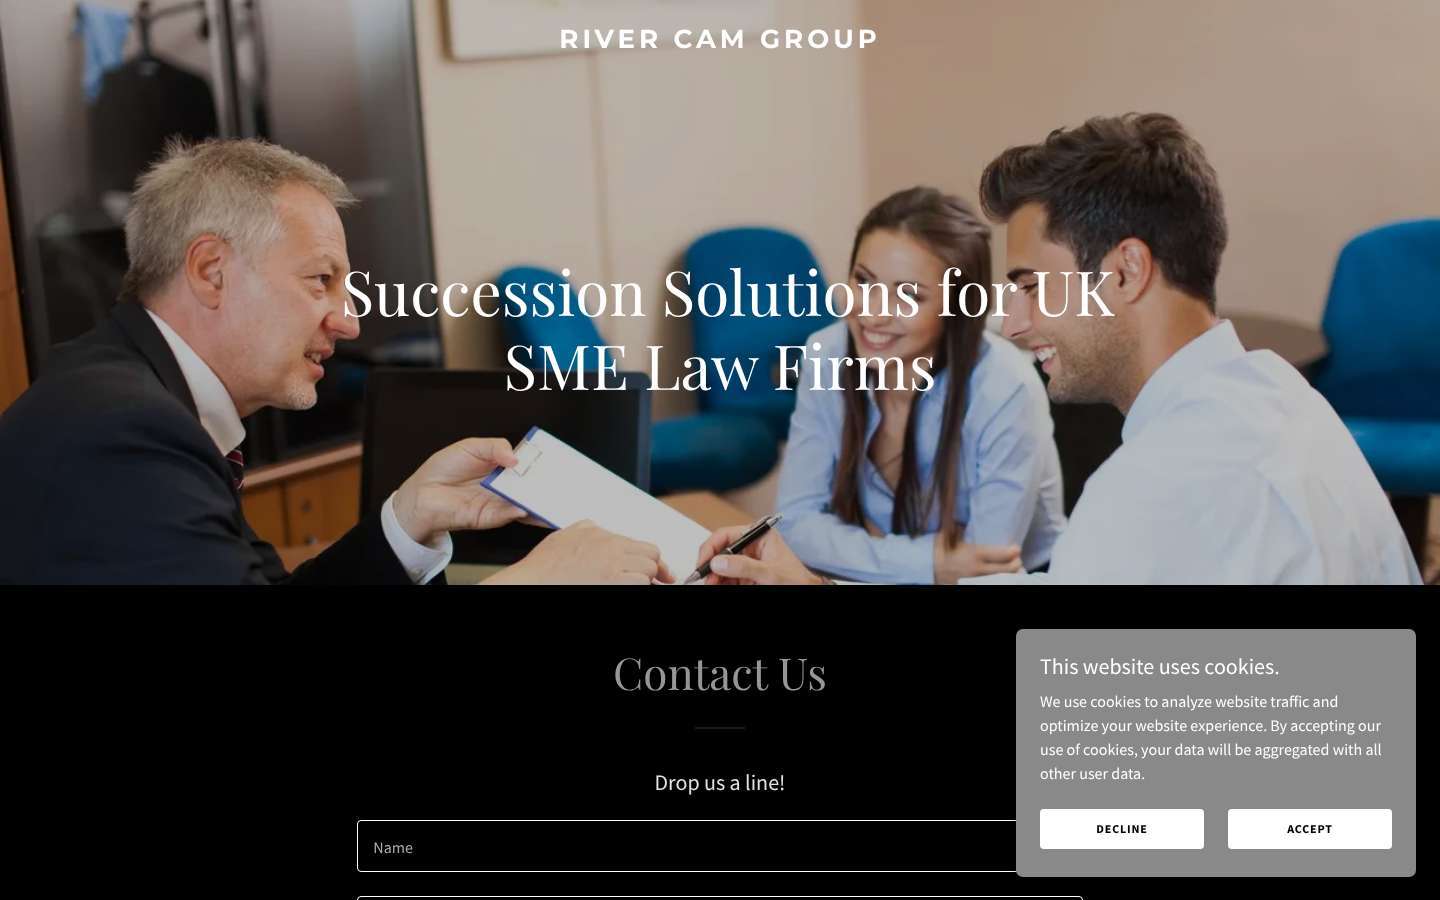 RIVER CAM GROUP
Succession Solutions for UK
SME Law Firms
Contact Us
Drop us a line!
Name
This website uses cookies.
We use cookies to analyze website traffic and
optimize your website experience. By accepting our
use of cookies, your data will be aggregated with all
other user data.
DECLINE
ACCEPT